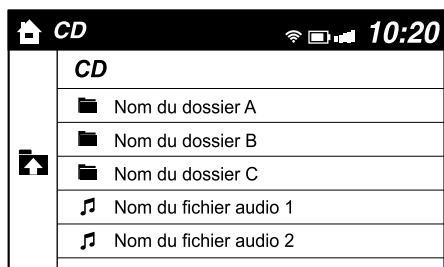 CD 10:20
CD
Nom du dossier A
Nom du dossier B
Nom du dossier C
Nom du fichier audio 1
Nom du fichier audio 2